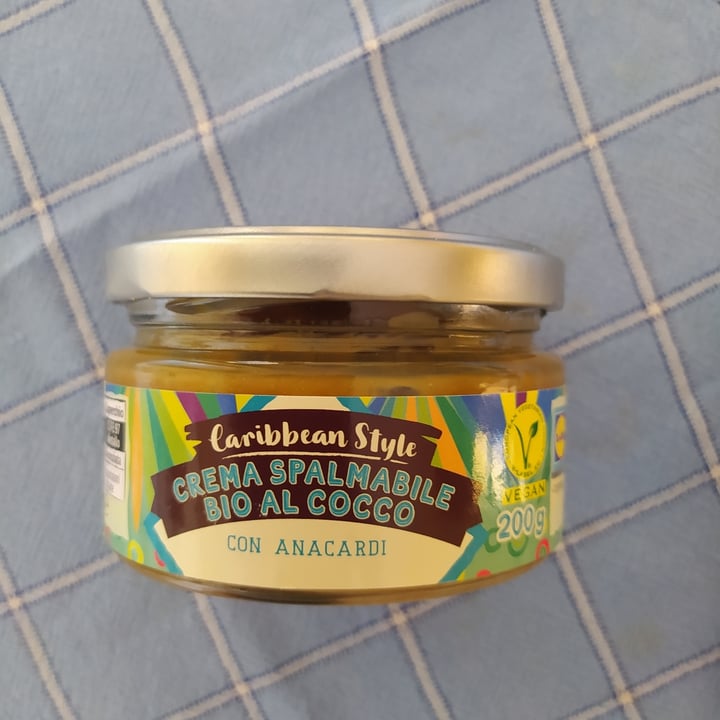 Caribbean Style
CREMA SPALMABILE
BIO AL COCCO
CON ANACARDI
VEGAN
200g